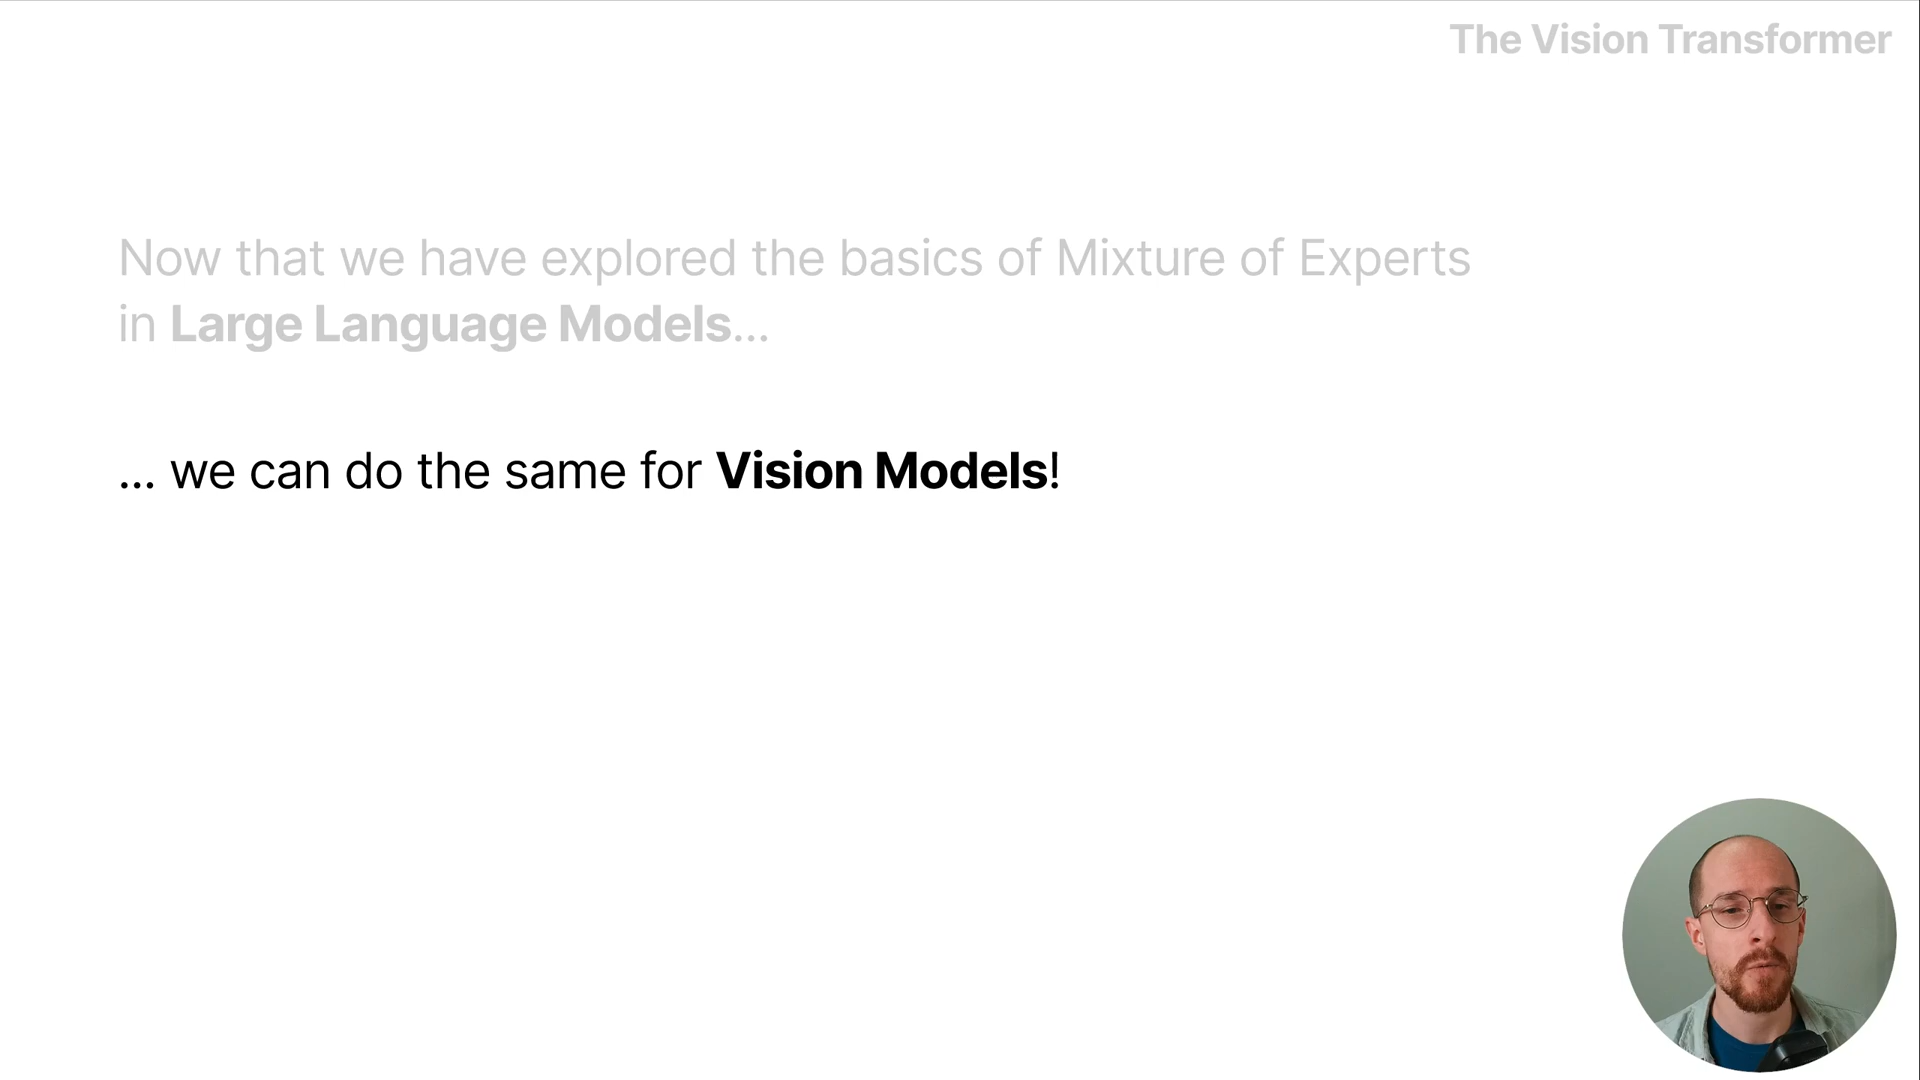 The Vision Transformer
Now that we have explored the basics of Mixture of Experts
in Large Language Models...
... we can do the same for Vision Models!